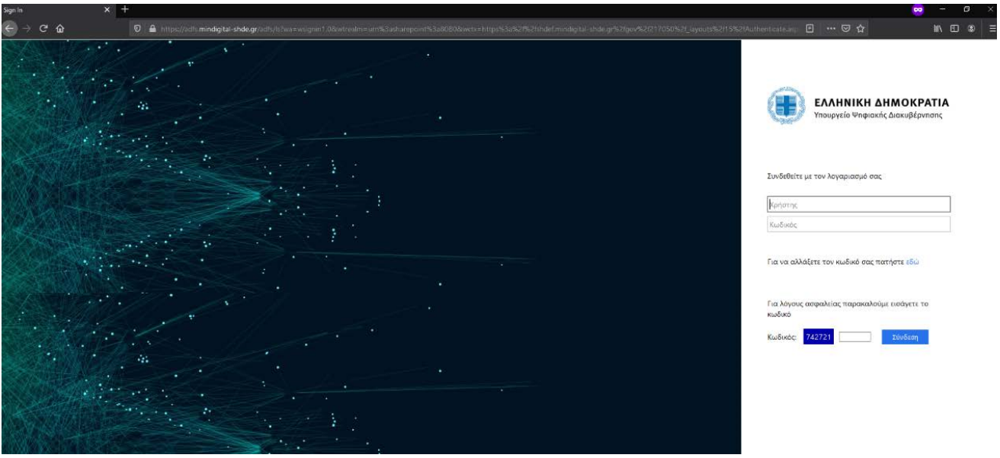 Sign In
https://adfs.mindigital-shde.gr/adfs/ls?wa=wsignin1.0&wtrealm=urn%3asharepoint%3a8080&wctx=https%3a%2f%2fshdef.mindigital-shde.gr%2fgov%2f217050%2f_layouts%2f15%2fAuthenticate.as
ΕΛΛΗΝΙΚΗ ΔΗΜΟΚΡΑΤΙΑ
Υπουργείο Ψηφιακής Διακυβέρνησης
Συνδεθείτε με τον λογαριασμό σας
Χρήστης
Κωδικός
Για να αλλάξετε τον κωδικό σας πατήστε εδώ
Για λόγους ασφαλείας παρακαλούμε εισάγετε το
κωδικό
Κωδικός: 742721 Σύνδεση